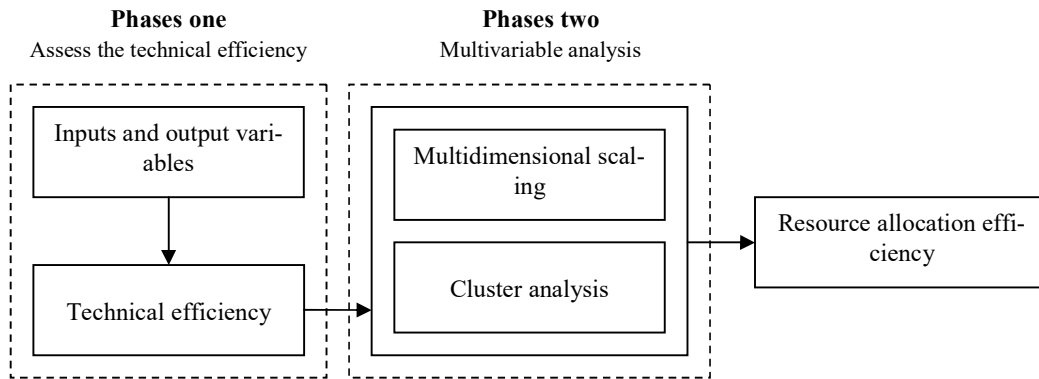 Phases one
Assess the technical efficiency
Inputs and output vari-
ables
Technical efficiency
Phases two
Multivariable analysis
Multidimensional scal-
ing
Cluster analysis
Resource allocation effi-
ciency